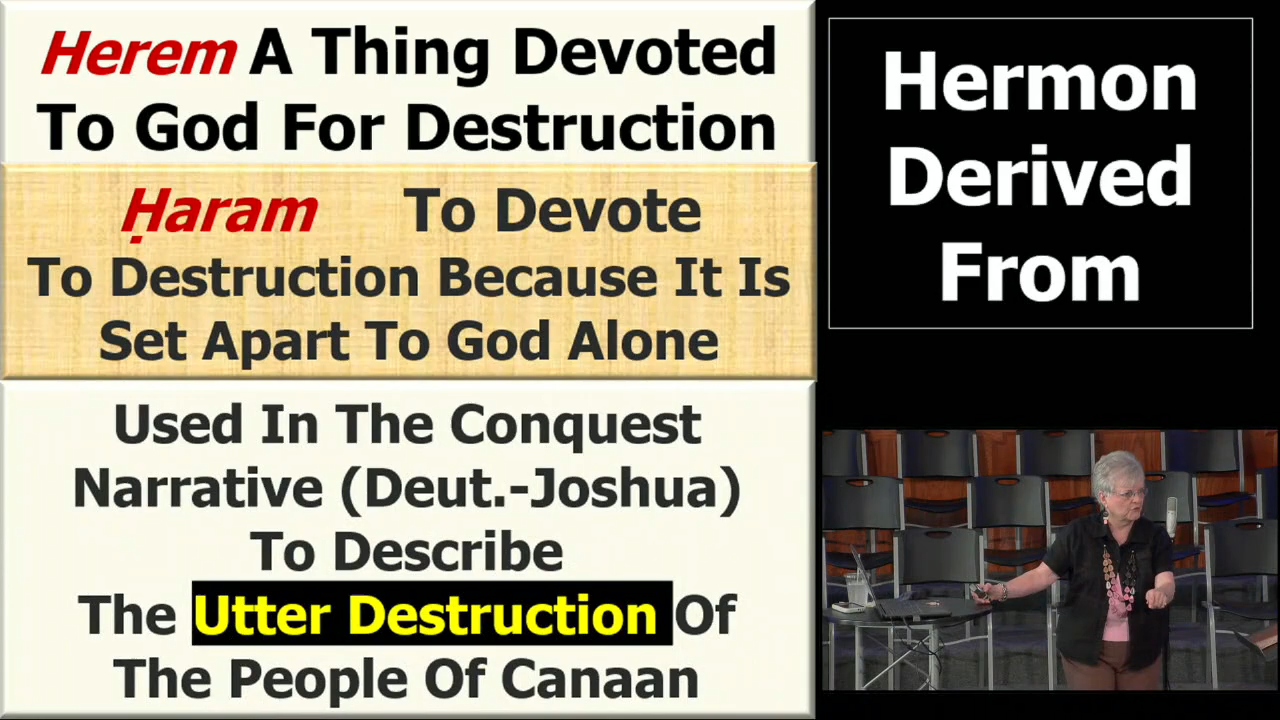 Herem A Thing Devoted
To God For Destruction
Ḥaram To Devote
To Destruction Because It Is
Set Apart To God Alone
Used In The Conquest
Narrative (Deut.-Joshua)
To Describe
The Utter Destruction Of
The People Of Canaan
Hermon
Derived
From